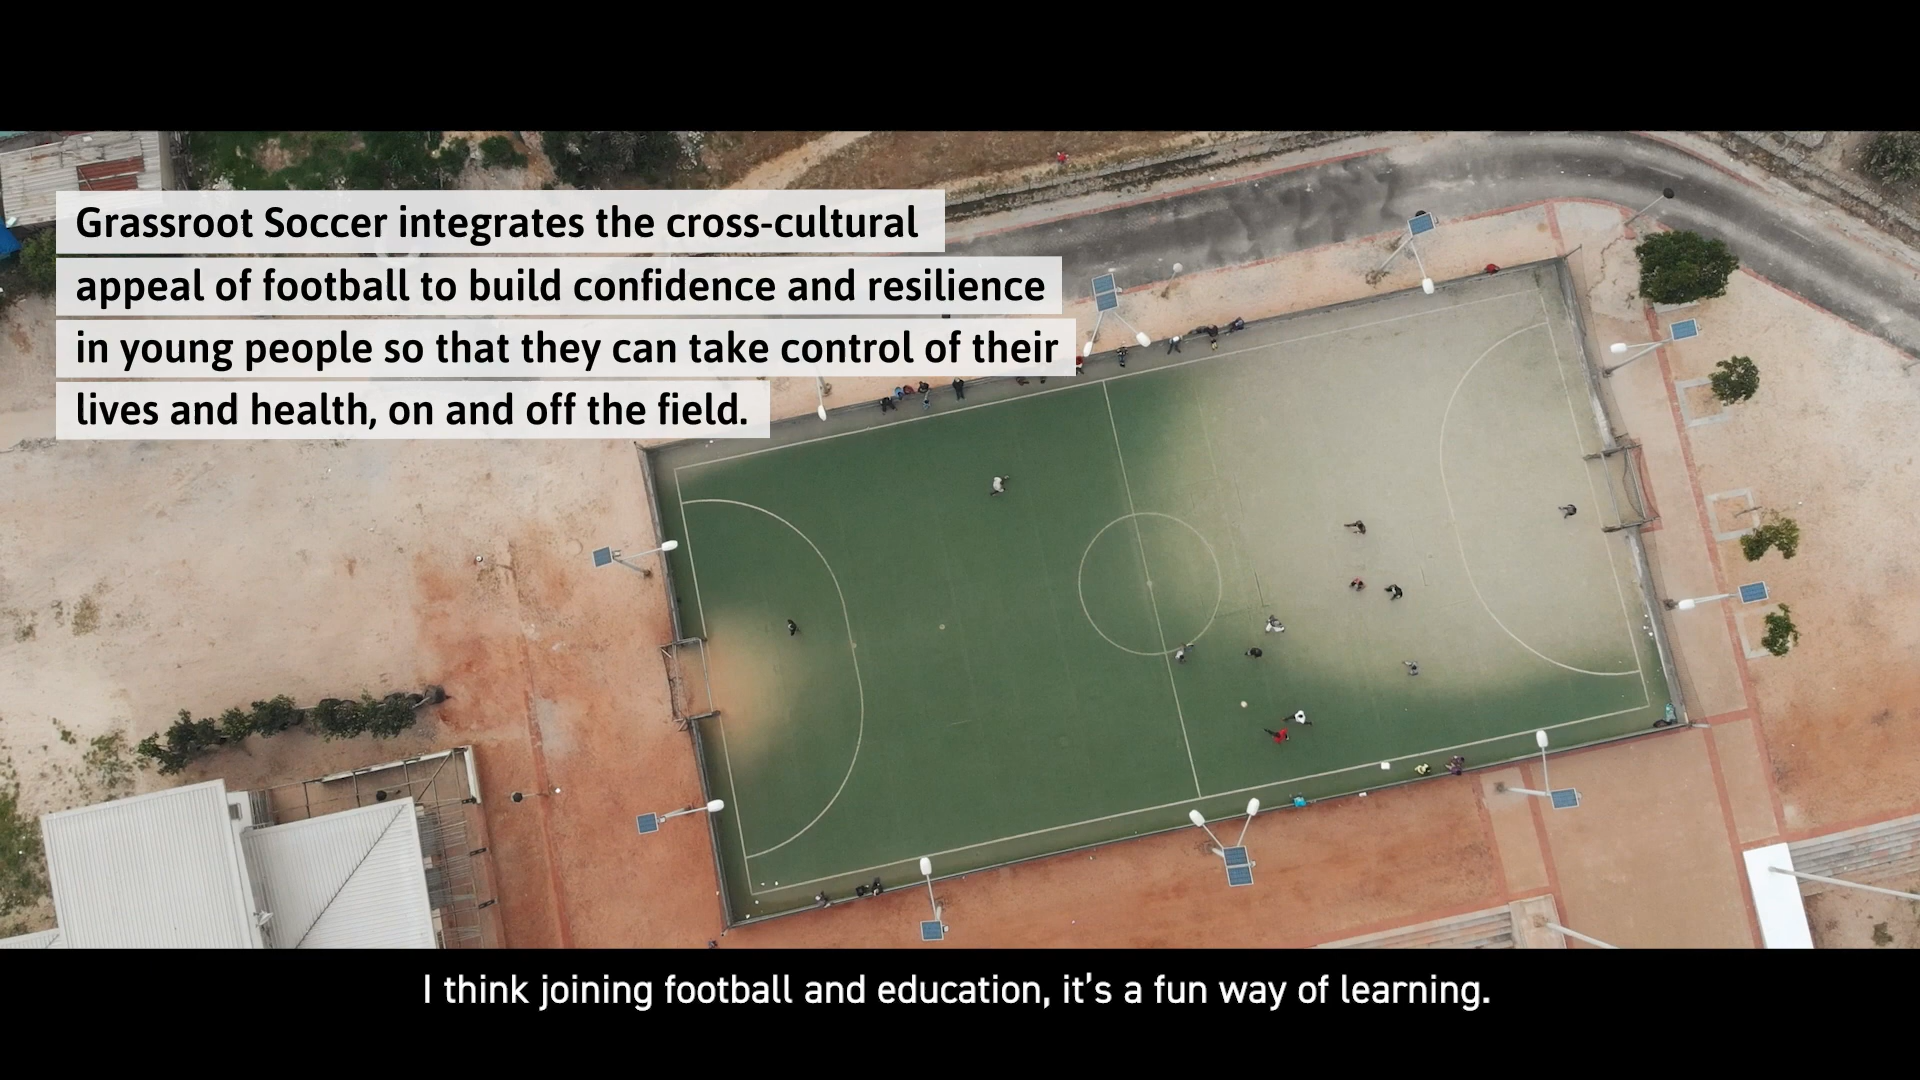 Grassroot Soccer integrates the cross-cultural
appeal of football to build confidence and resilience
in young people so that they can take control of their
lives and health, on and off the field.
I think joining football and education, it's a fun way of learning.